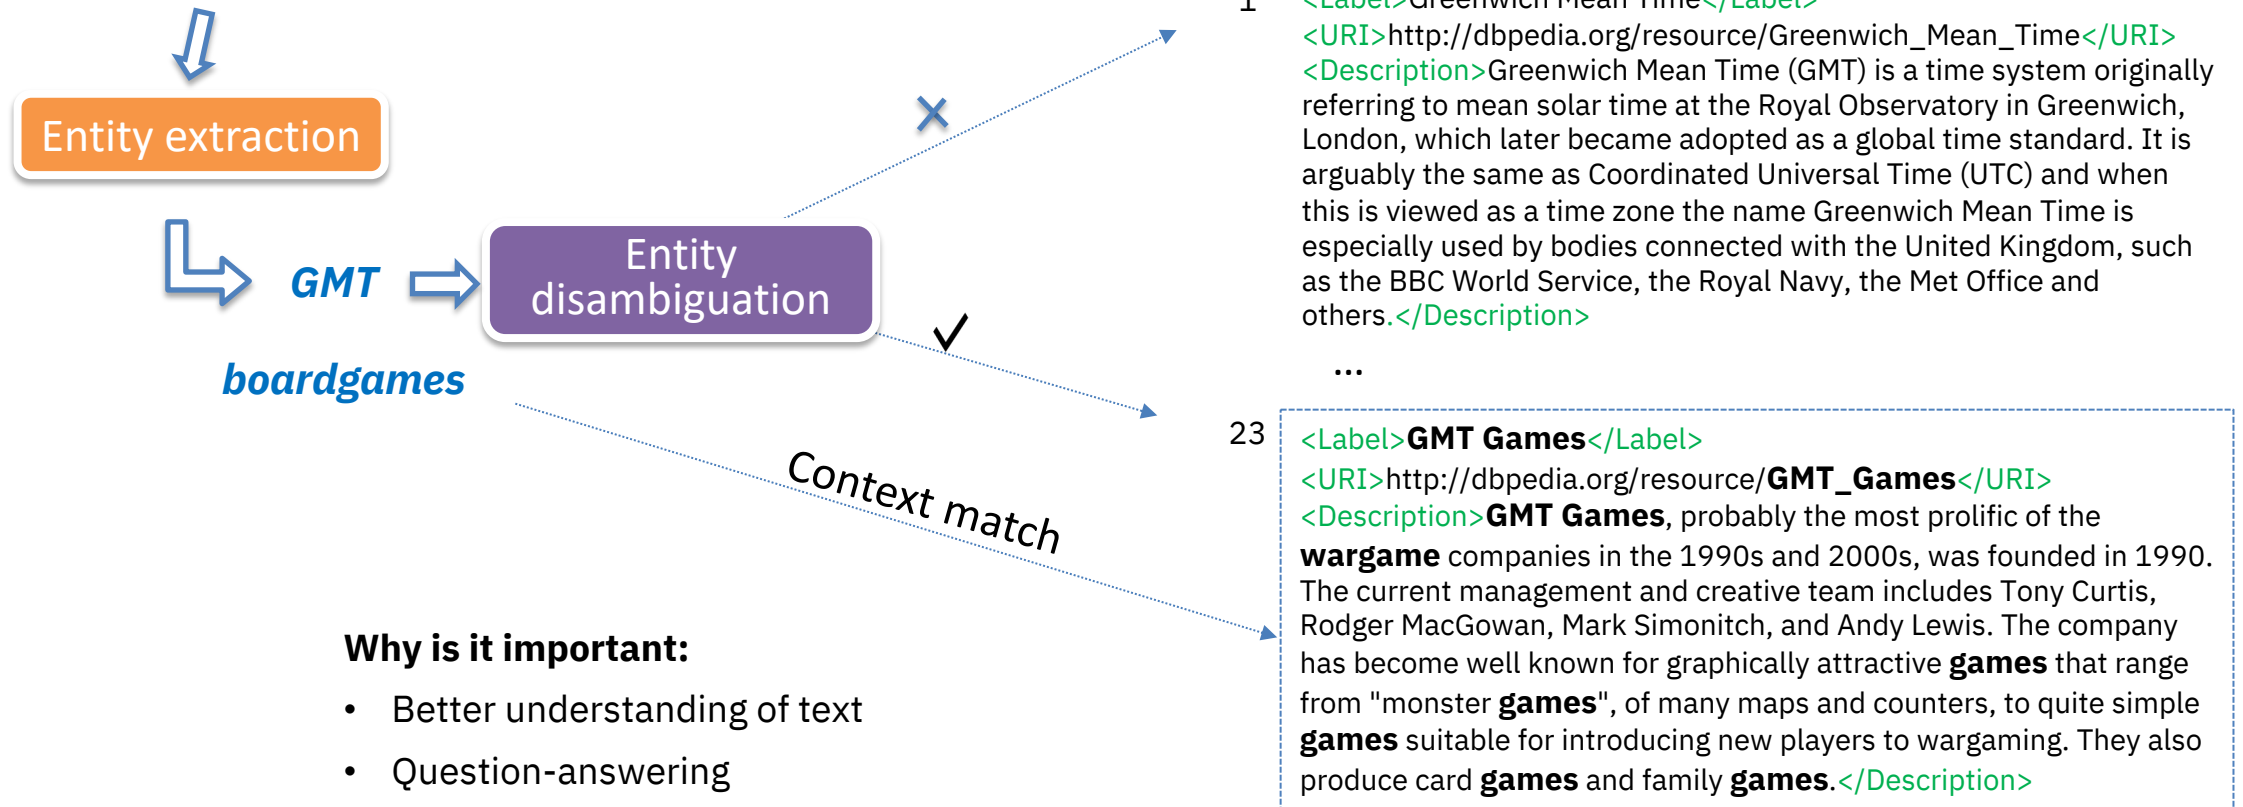 Entity extraction
GMT
Entity
disambiguation
boardgames
Context match
Why is it important:
• Better understanding of text
• Question-answering
1
<Label>Greenwich Mean Time</Label>
<URI>http://dbpedia.org/resource/Greenwich_Mean_Time</URI>
<Description>Greenwich Mean Time (GMT) is a time system originally
referring to mean solar time at the Royal Observatory in Greenwich,
London, which later became adopted as a global time standard. It is
arguably the same as Coordinated Universal Time (UTC) and when
this is viewed as a time zone the name Greenwich Mean Time is
especially used by bodies connected with the United Kingdom, such
as the BBC World Service, the Royal Navy, the Met Office and
others.</Description>
...
23
<Label>GMT Games</Label>
<URI>http://dbpedia.org/resource/GMT_Games</URI>
<Description>GMT Games, probably the most prolific of the
wargame companies in the 1990s and 2000s, was founded in 1990.
The current management and creative team includes Tony Curtis,
Rodger MacGowan, Mark Simonitch, and Andy Lewis. The company
has become well known for graphically attractive games that range
from "monster games", of many maps and counters, to quite simple
games suitable for introducing new players to wargaming. They also
produce card games and family games.</Description>